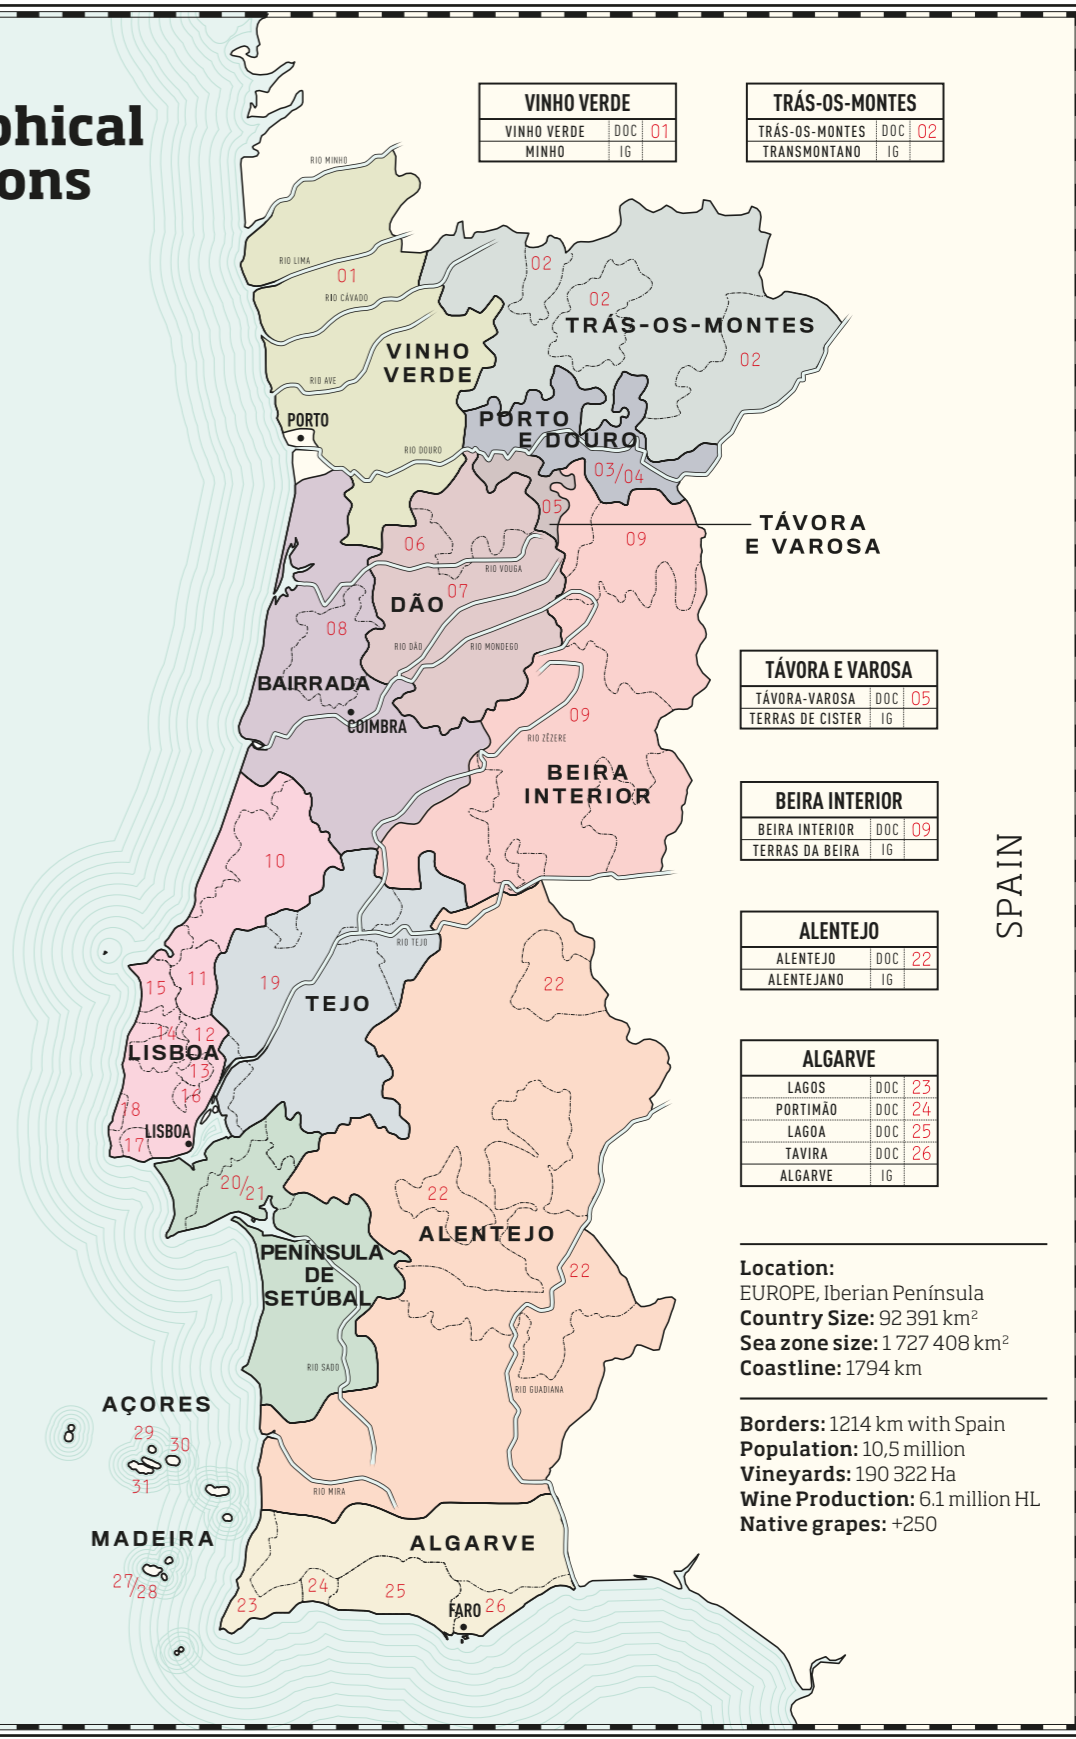 phical
ons
VINHO VERDE
VINHO VERDE DOC 01
MINHO IG
TRÁS-OS-MONTES
TRÁS-OS-MONTES DOC 02
TRANSMONTANO IG
RIO MINHO
RIO LIMA
01
RIO CÁVADO
02
02
TRÁS-OS-MONTES
02
VINHO
VERDE
RIO AVE
PORTO
RIO DOURO
PORTO
E DOURO
03/04
05
TÁVORA
E VAROSA
06
09
RIO VOUGA
07
DÃO
08
RIO DÃO
RIO MONDEGO
BAIRRADA
COIMBRA
09
RIO ZÊZERE
BEIRA
INTERIOR
TÁVORA E VAROSA
TÁVORA-VAROSA DOC 05
TERRAS DE CISTER IG
BEIRA INTERIOR
BEIRA INTERIOR DOC 09
TERRAS DA BEIRA IG
SPAIN
10
RIO TEJO
ALENTEJO
ALENTEJO DOC 22
ALENTEJANO IG
15
11
19
TEJO
22
14
12
LISBOA
13
16
18
LISBOA
17
ALGARVE
LAGOS DOC 23
PORTIMÃO DOC 24
LAGOA DOC 25
TAVIRA DOC 26
ALGARVE IG
20/21
22
ALENTEJO
PENÍNSULA
DE
SETÚBAL
22
RIO SADO
RIO GUADIANA
Location:
EUROPE, Iberian Península
Country Size: 92 391 km²
Sea zone size: 1 727 408 km²
Coastline: 1794 km
Borders: 1214 km with Spain
Population: 10,5 million
Vineyards: 190 322 Ha
Wine Production: 6.1 million HL
Native grapes: +250
AÇORES
29
30
31
RIO MIRA
MADEIRA
27/28
ALGARVE
23
24
25
FARO
26